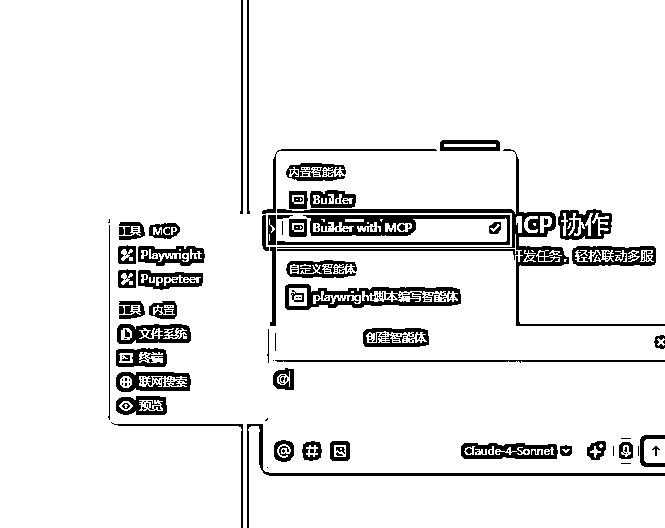 内置智能体
Builder
Builder with MCP
自定义智能体
playwright脚本编写智能体
创建智能体
工具 MCP
Playwright
Puppeteer
工具 内置
文件系统
终端
联网搜索
预览
MCP 协作
开发任务，轻松联动多服
@
Claude-4-Sonnet